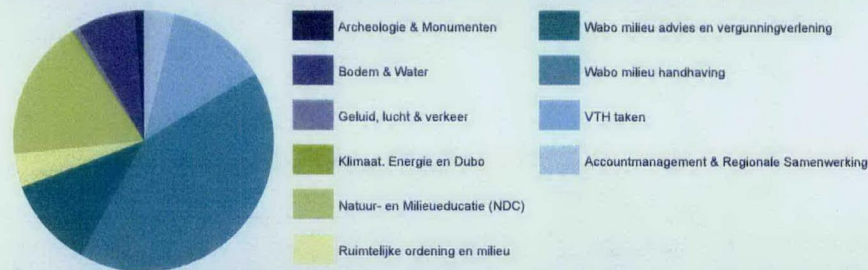 Archeologie & Monumenten
Bodem & Water
Geluid, lucht & verkeer
Klimaat. Energie en Dubo
Natuur- en Milieueducatie (NDC)
Ruimtelijke ordening en milieu
Wabo milieu advies en vergunningverlening
Wabo milieu handhaving
VTH taken
Accountmanagement & Regionale Samenwerking